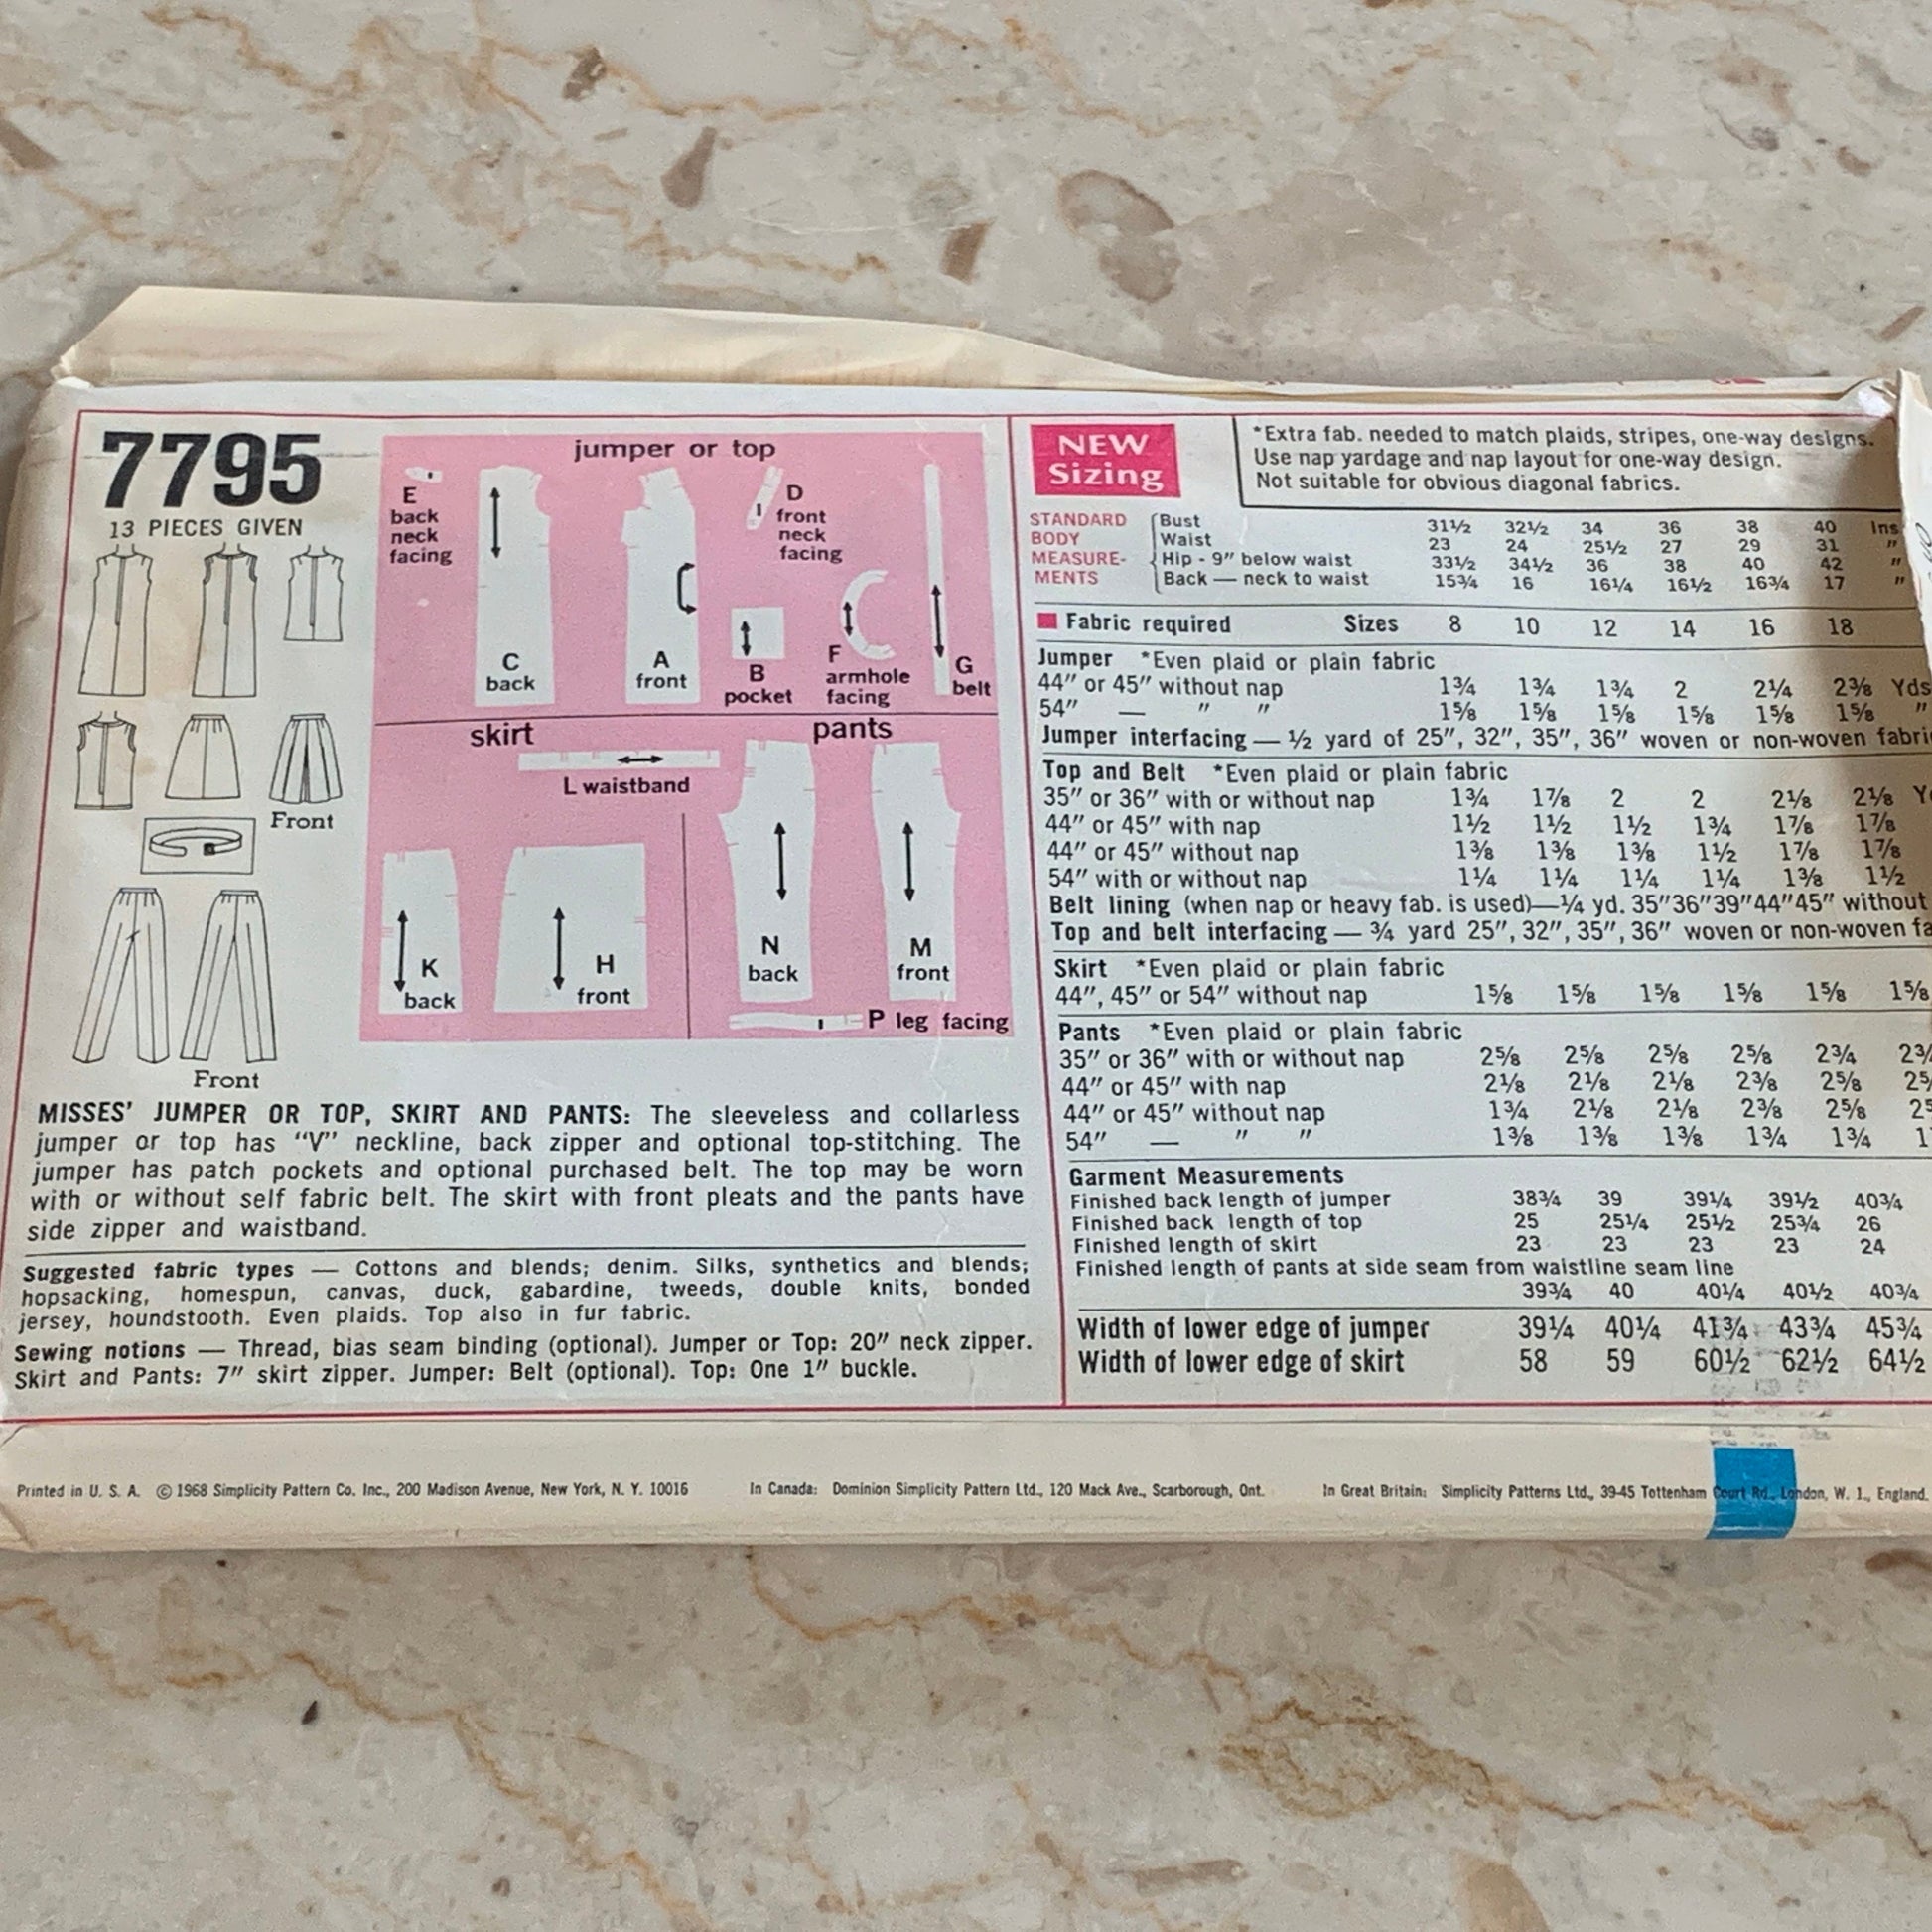 7795
13 PIECES GIVEN
Front
Front
jumper or top
E
back
neck
facing
C
back
A
front
D
front
neck
facing
B
pocket
F
armhole
facing
G
belt
skirt
L waistband
K
back
H
front
pants
N
back
M
front
P leg facing
MISSES' JUMPER OR TOP, SKIRT AND PANTS: The sleeveless and collarless
jumper or top has "V" neckline, back zipper and optional top-stitching. The
jumper has patch pockets and optional purchased belt. The top may be worn
with or without self fabric belt. The skirt with front pleats and the pants have
side zipper and waistband.
Suggested fabric types — Cottons and blends; denim. Silks, synthetics and blends;
hopsacking, homespun, canvas, duck, gabardine, tweeds, double knits, bonded
jersey, houndstooth. Even plaids. Top also in fur fabric.
Sewing notions — Thread, bias seam binding (optional). Jumper or Top: 20" neck zipper.
Skirt and Pants: 7" skirt zipper. Jumper: Belt (optional). Top: One 1" buckle.
NEW
Sizing
*Extra fab. needed to match plaids, stripes, one-way designs.
Use nap yardage and nap layout for one-way design.
Not suitable for obvious diagonal fabrics.
STANDARD
BODY
MEASURE-
MENTS
Bust 31½ 32½ 34 36 38 40 Ins
Waist 23 24 25½ 27 29 31 "
Hip - 9" below waist 33½ 34½ 36 38 40 42 "
Back — neck to waist 15¾ 16 16¼ 16½ 16¾ 17 "
Fabric required Sizes 8 10 12 14 16 18
Jumper *Even plaid or plain fabric
44" or 45" without nap 1¾ 1¾ 1¾ 2 2¼ 2⅜ Yds
54" — " " 1⅝ 1⅝ 1⅝ 1⅝ 1⅝ 1⅝ "
Jumper interfacing — ½ yard of 25", 32", 35", 36" woven or non-woven fabri
Top and Belt *Even plaid or plain fabric
35" or 36" with or without nap 1¾ 1⅞ 2 2 2⅛ 2⅛ Y
44" or 45" with nap 1½ 1½ 1½ 1¾ 1⅞ 1⅞
44" or 45" without nap 1⅜ 1⅜ 1⅜ 1½ 1⅞ 1⅞
54" with or without nap 1¼ 1¼ 1¼ 1¼ 1⅜ 1½
Belt lining (when nap or heavy fab. is used)—¼ yd. 35"36"39"44"45" without
Top and belt interfacing — ¾ yard 25", 32", 35", 36" woven or non-woven fa
Skirt *Even plaid or plain fabric
44", 45" or 54" without nap 1⅝ 1⅝ 1⅝ 1⅝ 1⅝ 1⅝
Pants *Even plaid or plain fabric
35" or 36" with or without nap 2⅝ 2⅝ 2⅝ 2⅝ 2¾ 2¾
44" or 45" with nap 2⅛ 2⅛ 2⅛ 2⅜ 2⅝ 25
44" or 45" without nap 1¾ 2⅛ 2⅛ 2⅜ 2⅝ 25
54" — " " 1⅜ 1⅜ 1⅜ 1¾ 1¾ 1
Garment Measurements
Finished back length of jumper 38¾ 39 39¼ 39½ 40¾
Finished back length of top 25 25¼ 25½ 25¾ 26
Finished length of skirt 23 23 23 23 24
Finished length of pants at side seam from waistline seam line
39¾ 40 40¼ 40½ 40¾
Width of lower edge of jumper 39¼ 40¼ 41¾ 43¾ 45¾
Width of lower edge of skirt 58 59 60½ 62½ 64½
Printed in U. S. A. © 1968 Simplicity Pattern Co. Inc., 200 Madison Avenue, New York, N. Y. 10016 In Canada: Dominion Simplicity Pattern Ltd., 120 Mack Ave., Scarborough, Ont. In Great Britain: Simplicity Patterns Ltd., 39-45 Tottenham Court Rd., London, W. 1., England.